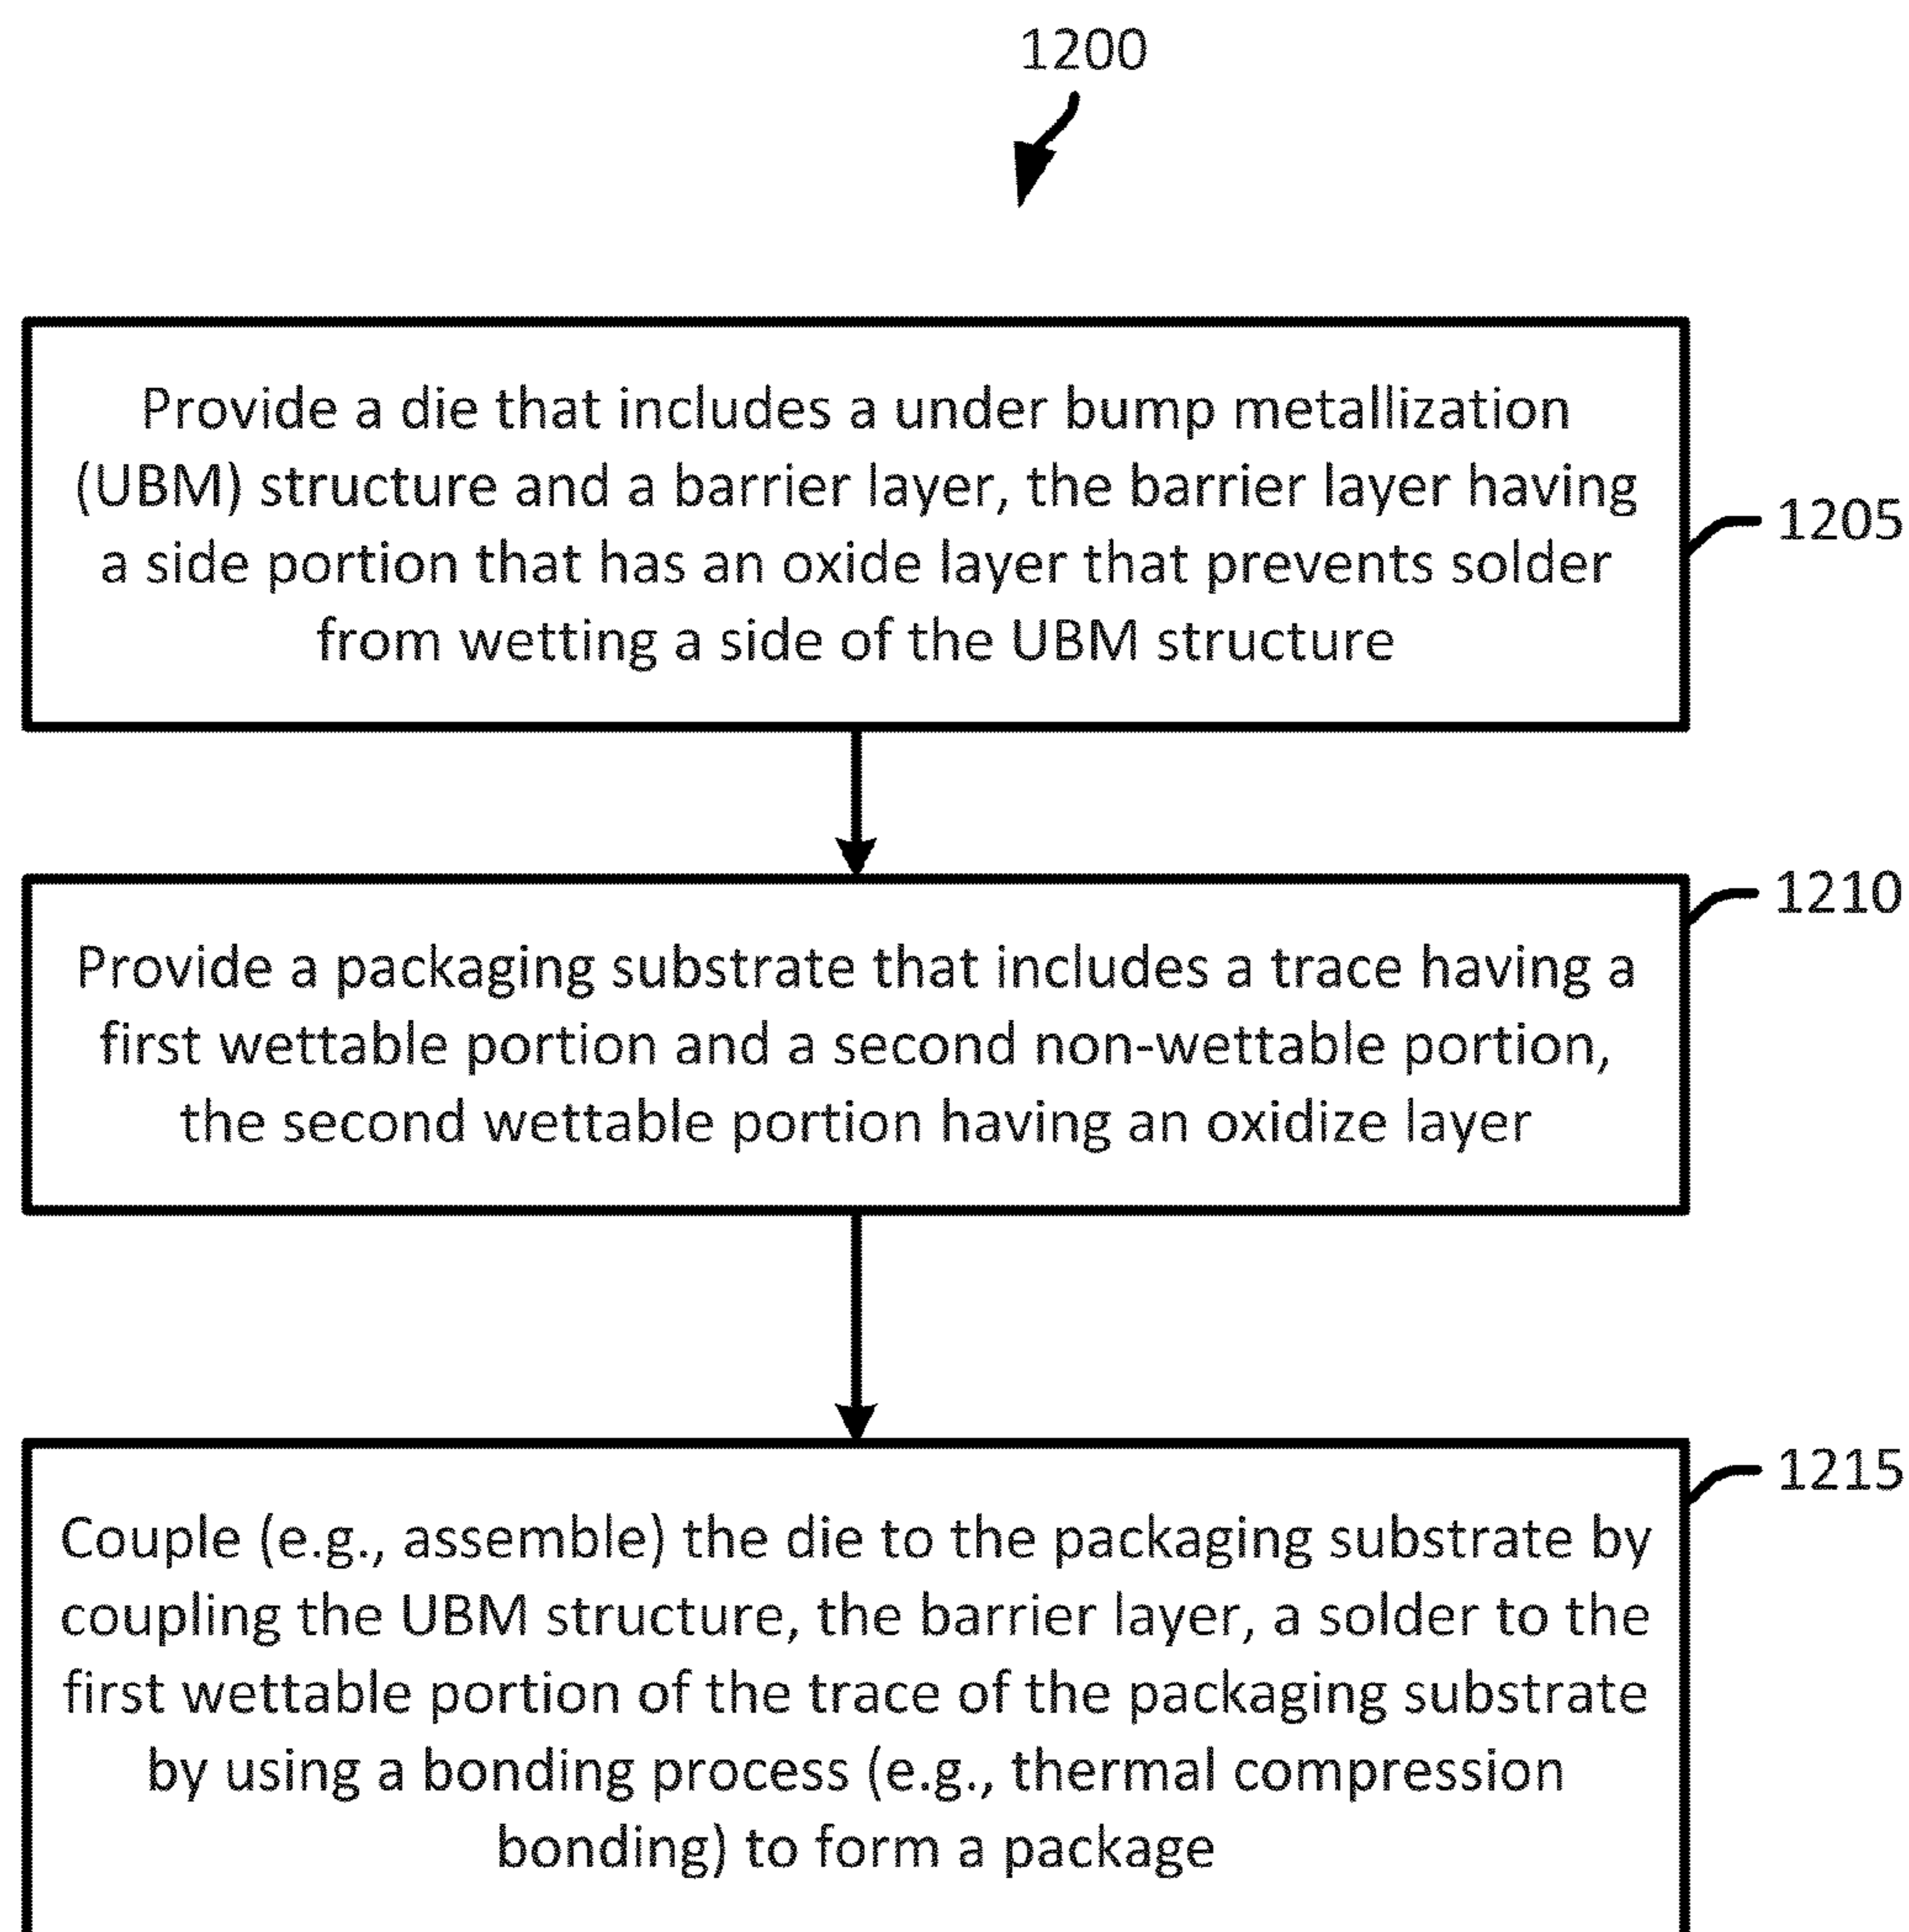 1200
Provide a die that includes a under bump metallization
(UBM) structure and a barrier layer, the barrier layer having
a side portion that has an oxide layer that prevents solder
from wetting a side of the UBM structure
1205
Provide a packaging substrate that includes a trace having a
first wettable portion and a second non-wettable portion,
the second wettable portion having an oxidize layer
1210
Couple (e.g., assemble) the die to the packaging substrate by
coupling the UBM structure, the barrier layer, a solder to the
first wettable portion of the trace of the packaging substrate
by using a bonding process (e.g., thermal compression
bonding) to form a package
1215